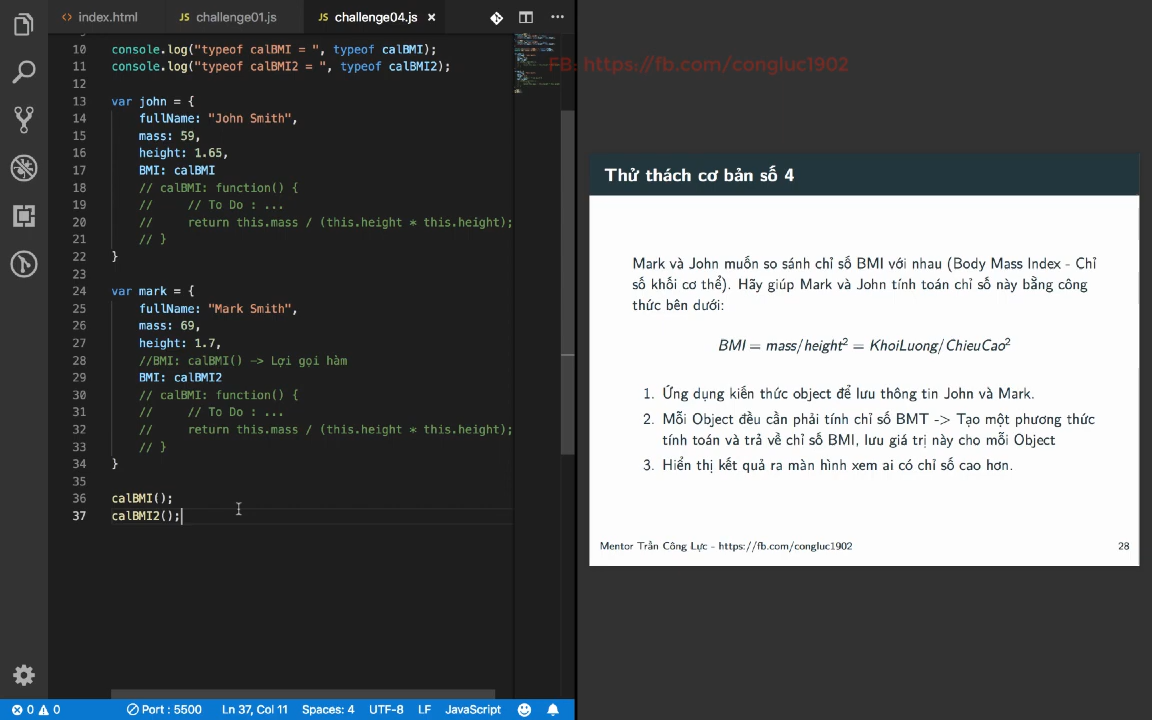 index.html
JS challenge01.js
JS challenge04.js
10 console.log("typeof calBMI = ", typeof calBMI);
11 console.log("typeof calBMI2 = ", typeof calBMI2);
12
13 var john = {
14 fullName: "John Smith",
15 mass: 59,
16 height: 1.65,
17 BMI: calBMI
18 // calBMI: function() {
19 // // To Do : ...
20 // return this.mass / (this.height * this.height);
21 // }
22 }
23
24 var mark = {
25 fullName: "Mark Smith",
26 mass: 69,
27 height: 1.7,
28 //BMI: calBMI() -> Lợi gọi hàm
29 BMI: calBMI2
30 // calBMI: function() {
31 // // To Do : ...
32 // return this.mass / (this.height * this.height);
33 // }
34 }
35
36 calBMI();
37 calBMI2();
0 0
Port : 5500
Ln 37, Col 11
Spaces: 4
UTF-8
LF
JavaScript
FB: https://fb.com/congluc1902
Thử thách cơ bản số 4
Mark và John muốn so sánh chỉ số BMI với nhau (Body Mass Index - Chỉ
số khối cơ thể). Hãy giúp Mark và John tính toán chỉ số này bằng công
thức bên dưới:
BMI = mass/height² = KhoiLuong/ChieuCao²
1. Ứng dụng kiến thức object để lưu thông tin John và Mark.
2. Mỗi Object đều cần phải tính chỉ số BMT -> Tạo một phương thức
tính toán và trả về chỉ số BMI, lưu giá trị này cho mỗi Object
3. Hiển thị kết quả ra màn hình xem ai có chỉ số cao hơn.
Mentor Trần Công Lực - https://fb.com/congluc1902
28